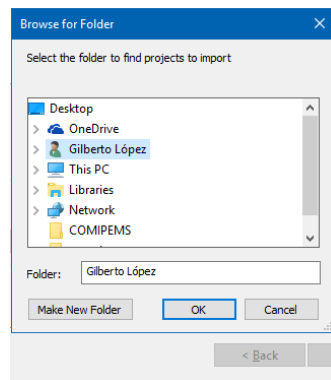 Browse for Folder
Select the folder to find projects to import
Desktop
OneDrive
Gilberto López
This PC
Libraries
Network
COMIPEMS
Folder: Gilberto López
Make New Folder OK Cancel
< Back